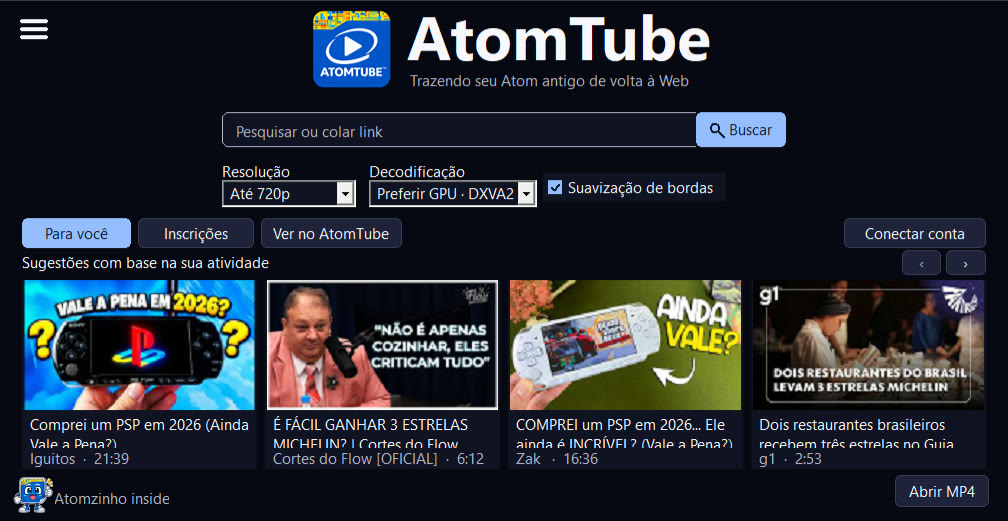 ATOMTUBE™
AtomTube
Trazendo seu Atom antigo de volta à Web
Pesquisar ou colar link
Buscar
Resolução
Decodificação
Até 720p
Preferir GPU · DXVA2
Suavização de bordas
Para você
Inscrições
Ver no AtomTube
Conectar conta
Sugestões com base na sua atividade
‹
›
VALE A PENA EM 2026?
?
?
SONY
PSP
Flow
"NÃO É APENAS
COZINHAR, ELES
CRITICAM TUDO"
AINDA
VALE?
g1
DOIS RESTAURANTES DO BRASIL
LEVAM 3 ESTRELAS MICHELIN
Comprei um PSP em 2026 (Ainda
Vale a Pena?)
Iguitos · 21:39
É FÁCIL GANHAR 3 ESTRELAS
MICHELIN? | Cortes do Flow
Cortes do Flow [OFICIAL] · 6:12
COMPREI um PSP em 2026... Ele
ainda é INCRÍVEL? (Vale a Pena?)
Zak · 16:36
Dois restaurantes brasileiros
recebem três estrelas no Guia
g1 · 2:53
Atomzinho inside
Abrir MP4